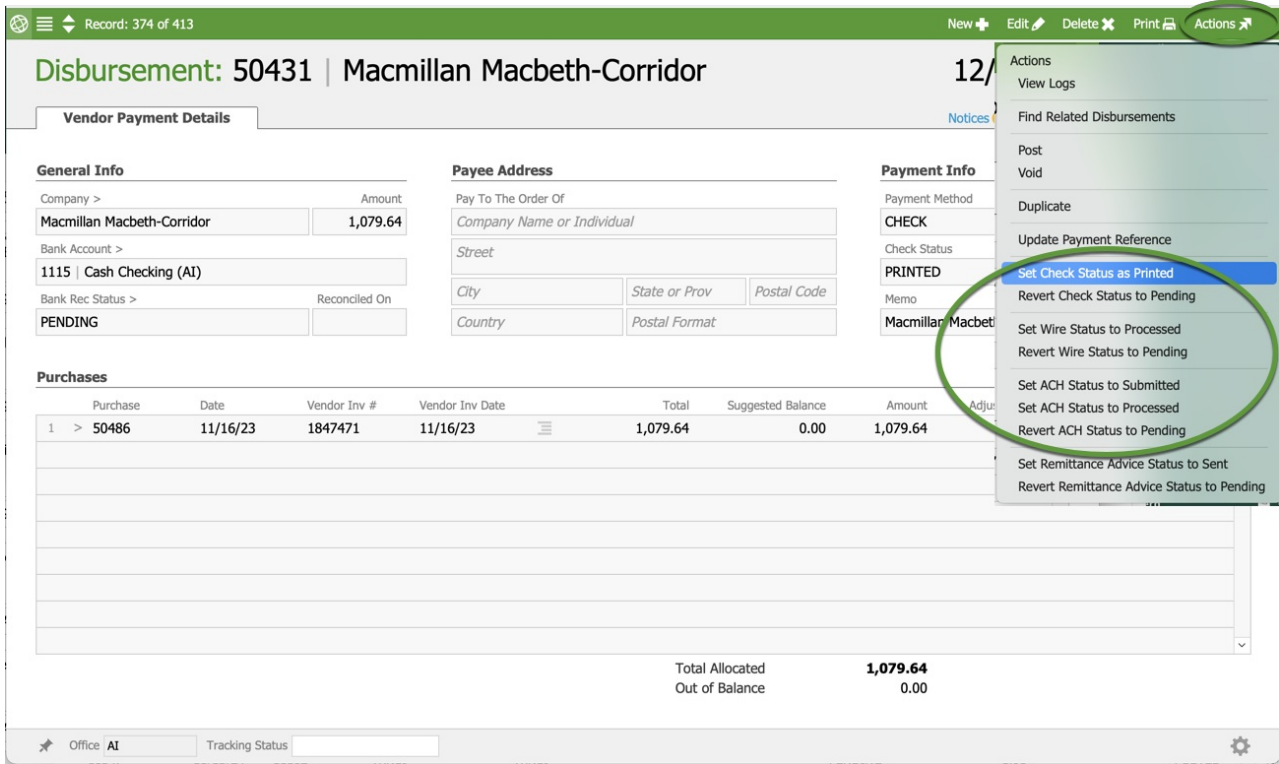 Record: 374 of 413
New Edit Delete Print Actions
Disbursement: 50431 | Macmillan Macbeth-Corridor 12/
Vendor Payment Details
Notices
General Info
Company > Amount
Macmillan Macbeth-Corridor 1,079.64
Bank Account >
1115 | Cash Checking (AI)
Bank Rec Status > Reconciled On
PENDING
Payee Address
Pay To The Order Of
Company Name or Individual
Street
City State or Prov Postal Code
Country Postal Format
Payment Info
Payment Method
CHECK
Check Status
PRINTED
Memo
Macmillan Macbet
Actions
View Logs
Find Related Disbursements
Post
Void
Duplicate
Update Payment Reference
Set Check Status as Printed
Revert Check Status to Pending
Set Wire Status to Processed
Revert Wire Status to Pending
Set ACH Status to Submitted
Set ACH Status to Processed
Revert ACH Status to Pending
Set Remittance Advice Status to Sent
Revert Remittance Advice Status to Pending
Purchases
Purchase Date Vendor Inv # Vendor Inv Date Total Suggested Balance Amount Adju
1 > 50486 11/16/23 1847471 11/16/23 1,079.64 0.00 1,079.64
Total Allocated 1,079.64
Out of Balance 0.00
Office AI Tracking Status